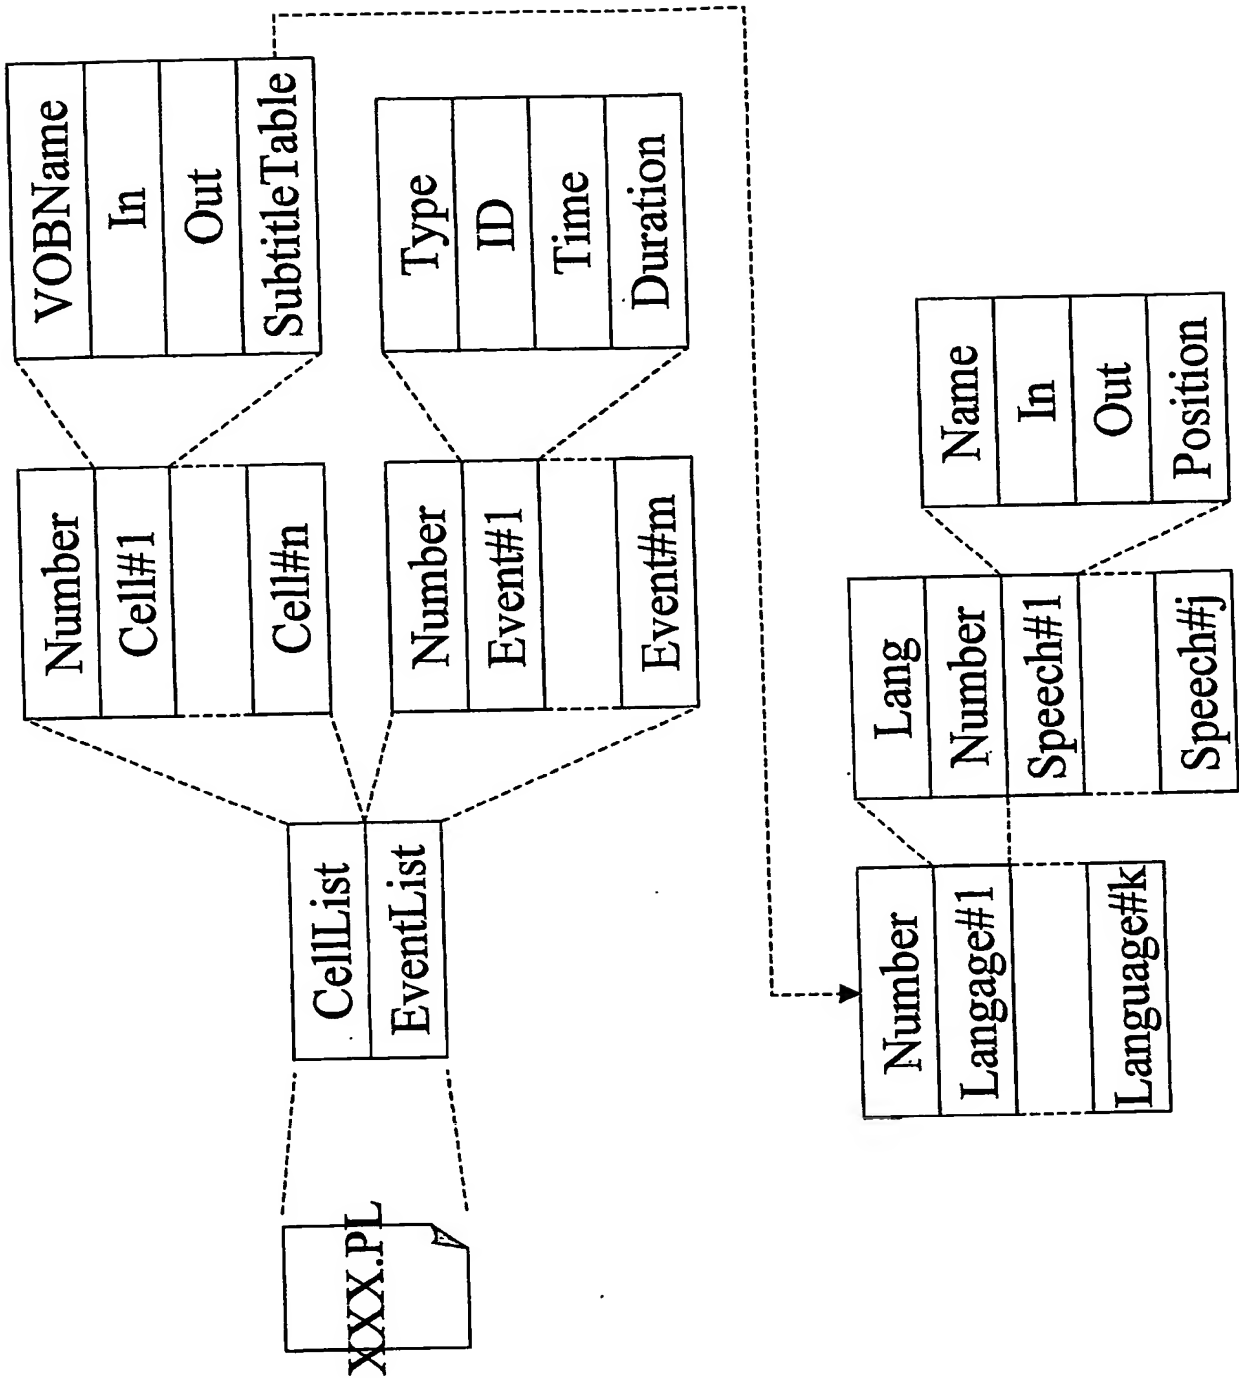 XXX.PL
CellList
EventList
Number
Cell#1
Cell#n
VOBName
In
Out
SubtitleTable
Number
Event#1
Event#m
Type
ID
Time
Duration
Number
Langage#1
Language#k
Lang
Number
Speech#1
Speech#j
Name
In
Out
Position